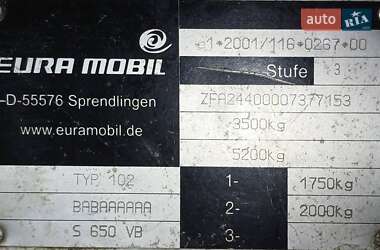 auto RIA
EURA MOBIL
-D-55576 Sprendlingen
www.euramobil.de
e1*2001/116*0267*00
Stufe 3
ZFA24400007377153
3500kg
5200kg
TYP 102
1- 1750kg
BABAAAAAA
2- 2000kg
S 650 VB
3-